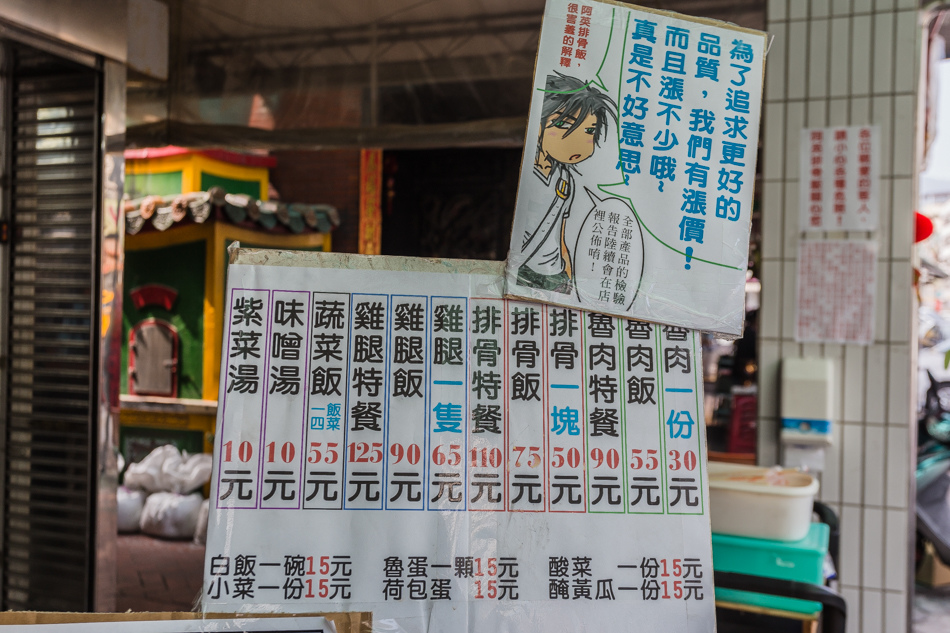 為了追求更好的
品質，我們有漲價！
而且漲不少哦~
真是不好意思，
阿英排骨飯，
的解釋
全部產品的檢驗
報告陸續會在店
裡公佈唷！
魯肉一份30元
魯肉飯55元
魯肉特餐90元
排骨一塊50元
排骨飯75元
排骨特餐110元
雞腿一隻65元
雞腿飯90元
雞腿特餐125元
蔬菜飯一飯四菜55元
味噌湯10元
紫菜湯10元
白飯一碗15元
魯蛋一顆15元
酸菜 一份15元
小菜一份15元
荷包蛋 15元
醃黃瓜一份15元
各位親愛的客人，